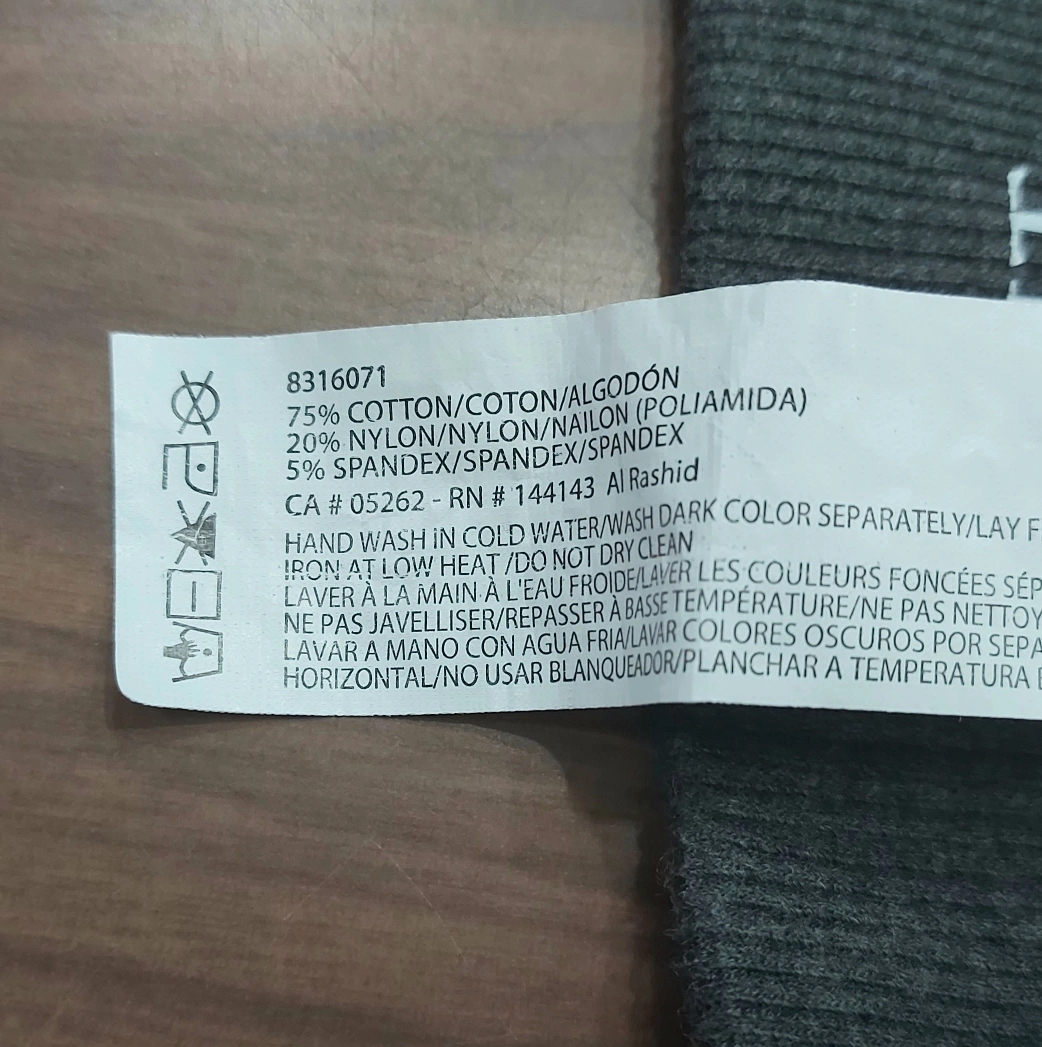 8316071
75% COTTON/COTON/ALGODÓN
20% NYLON/NYLON/NAILON (POLIAMIDA)
5% SPANDEX/SPANDEX/SPANDEX
CA # 05262 - RN # 144143 Al Rashid
HAND WASH IN COLD WATER/WASH DARK COLOR SEPARATELY/LAY F
IRON AT LOW HEAT /DO NOT DRY CLEAN
LAVER À LA MAIN À L'EAU FROIDE/LAVER LES COULEURS FONCÉES SÉP
NE PAS JAVELLISER/REPASSER À BASSE TEMPÉRATURE/NE PAS NETTOY
LAVAR A MANO CON AGUA FRIA/LAVAR COLORES OSCUROS POR SEPA
HORIZONTAL/NO USAR BLANQUEADOR/PLANCHAR A TEMPERATURA